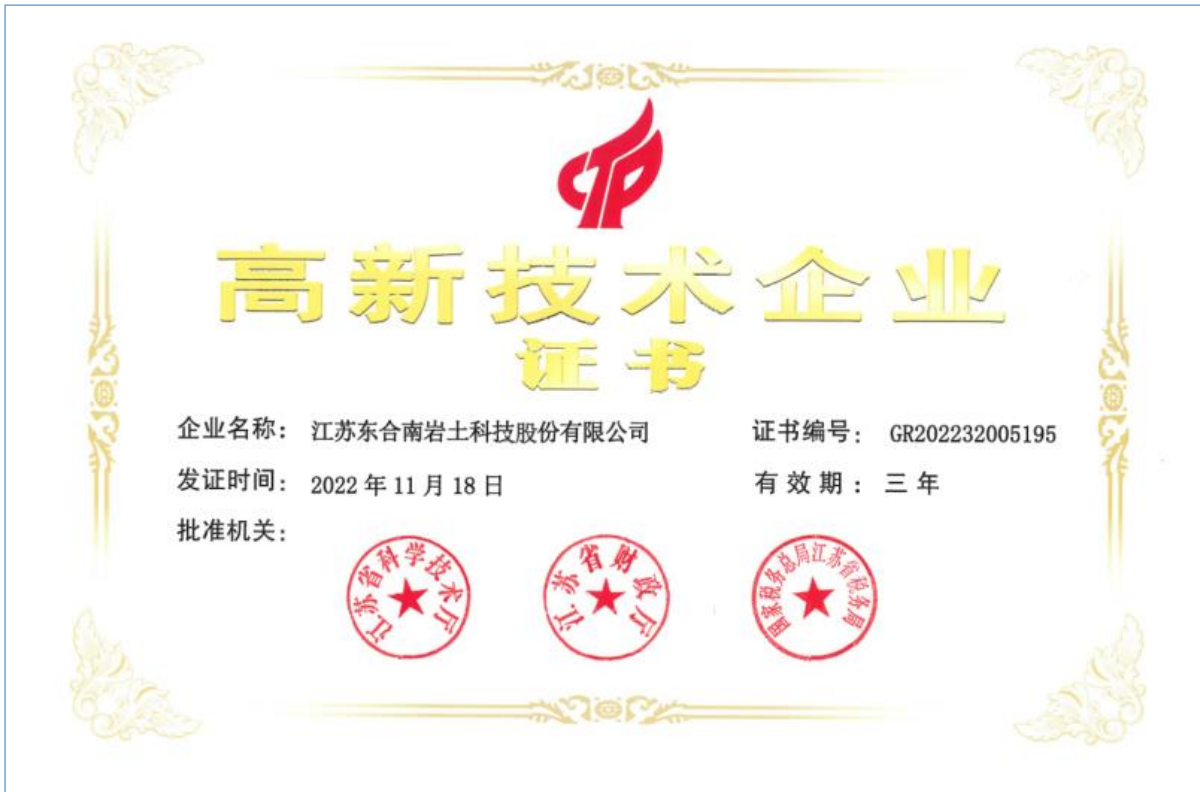 CTP
高新技术企业
证书
企业名称： 江苏东合南岩土科技股份有限公司
证书编号： GR202232005195
发证时间： 2022年11月18日
有效期：三年
批准机关：
江苏省科学技术厅
江苏省财政厅
国家税务总局江苏省税务局